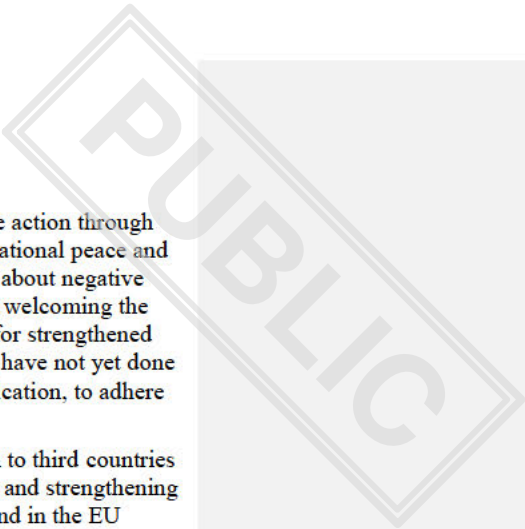 e action through
ational peace and
about negative
welcoming the
for strengthened
have not yet done
ication, to adhere
to third countries
and strengthening
nd in the EU
PUBLIC